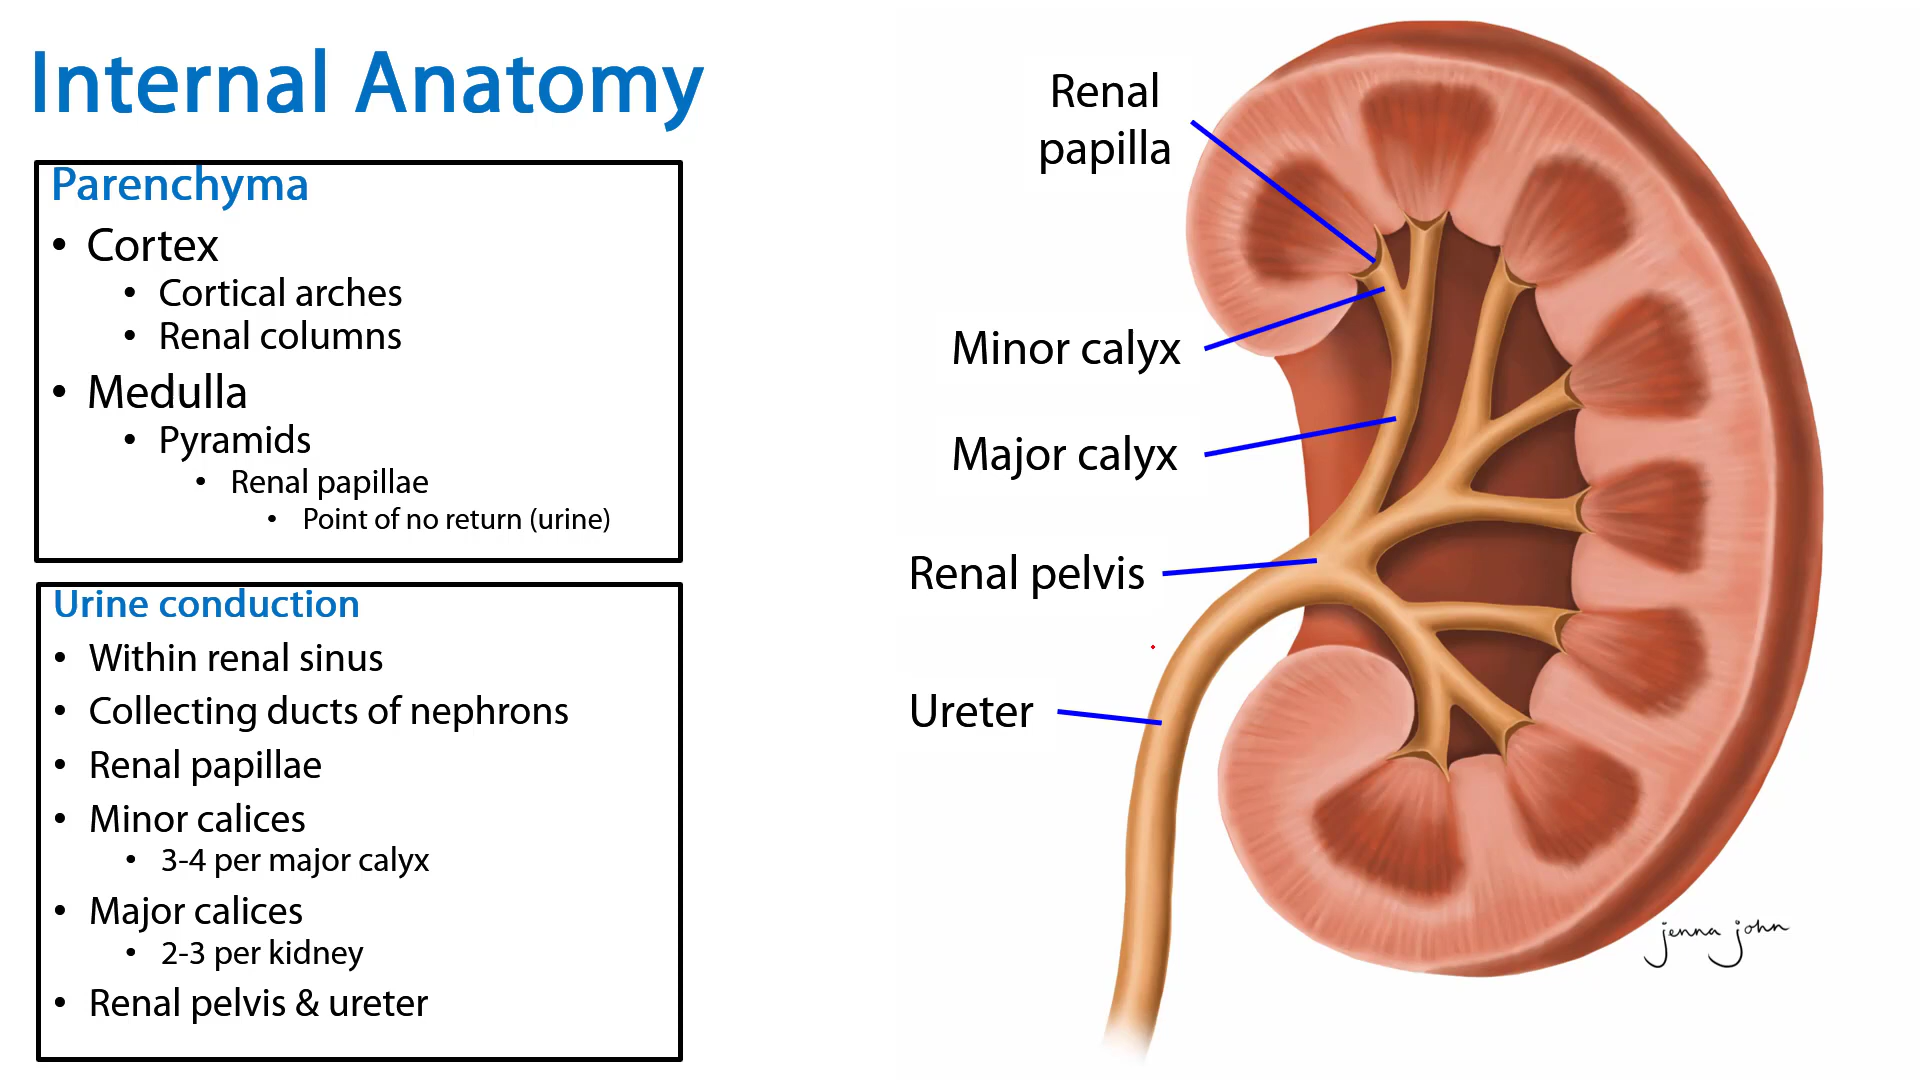 Internal Anatomy
Parenchyma
• Cortex
• Cortical arches
• Renal columns
• Medulla
• Pyramids
• Renal papillae
• Point of no return (urine)
Urine conduction
• Within renal sinus
• Collecting ducts of nephrons
• Renal papillae
• Minor calices
• 3-4 per major calyx
• Major calices
• 2-3 per kidney
• Renal pelvis & ureter
Renal
papilla
Minor calyx
Major calyx
Renal pelvis
Ureter
jenna john